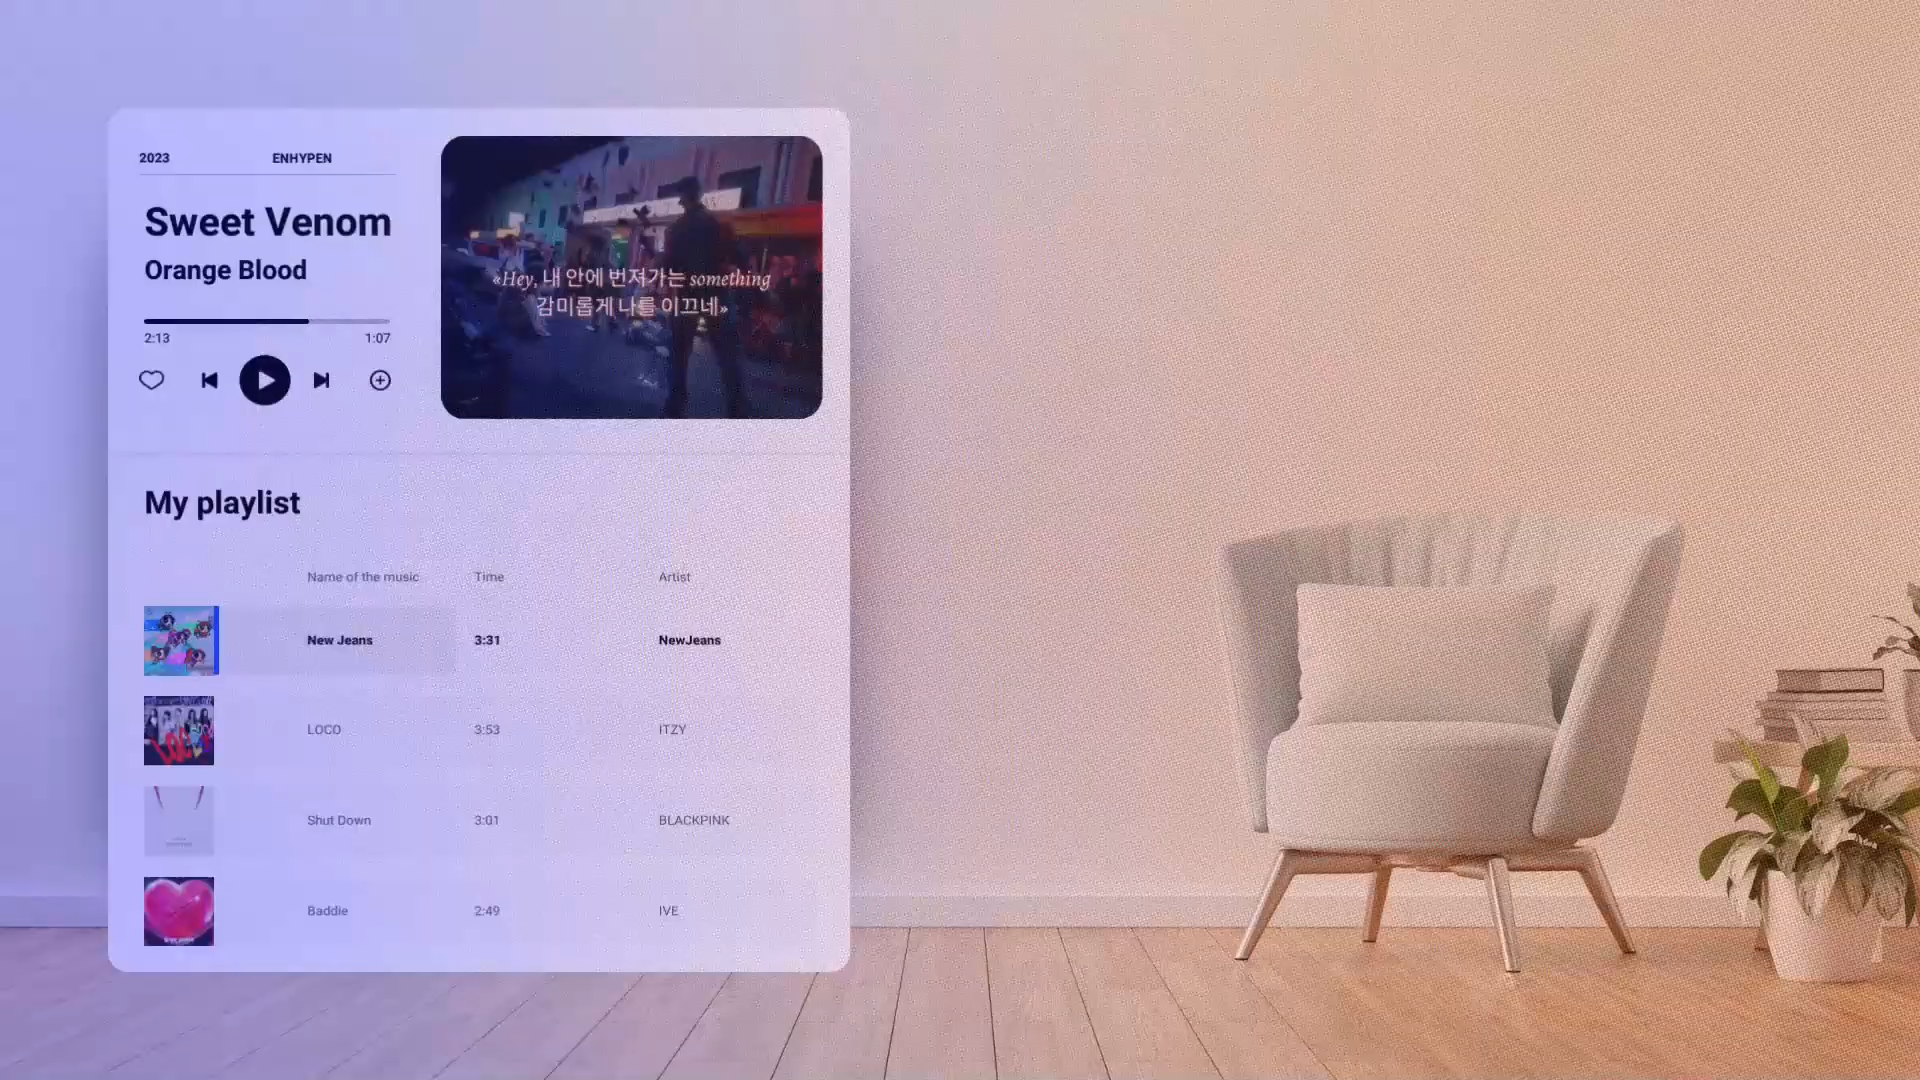 2023 ENHYPEN
Sweet Venom
Orange Blood
2:13 1:07
«Hey, 내 안에 번져가는 something
감미롭게 나를 이끄네»
My playlist
Name of the music Time Artist
New Jeans 3:31 NewJeans
LOCO 3:53 ITZY
Shut Down 3:01 BLACKPINK
Baddie 2:49 IVE